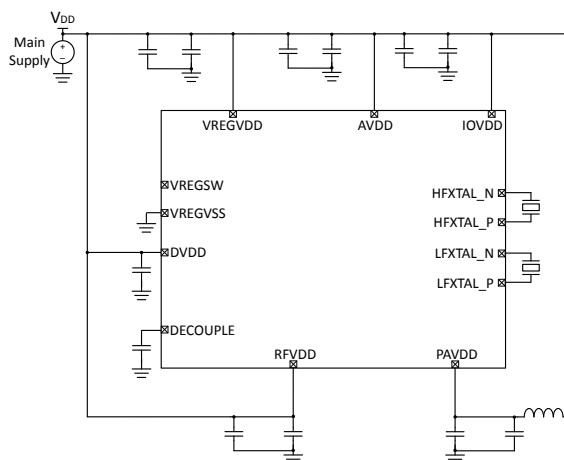 VDD
Main
Supply
VREGVDD
AVDD
IOVDD
VREGSW
HFXTAL_N
VREGVSS
HFXTAL_P
DVDD
LFXTAL_N
LFXTAL_P
DECOUPLE
RFVDD
PAVDD